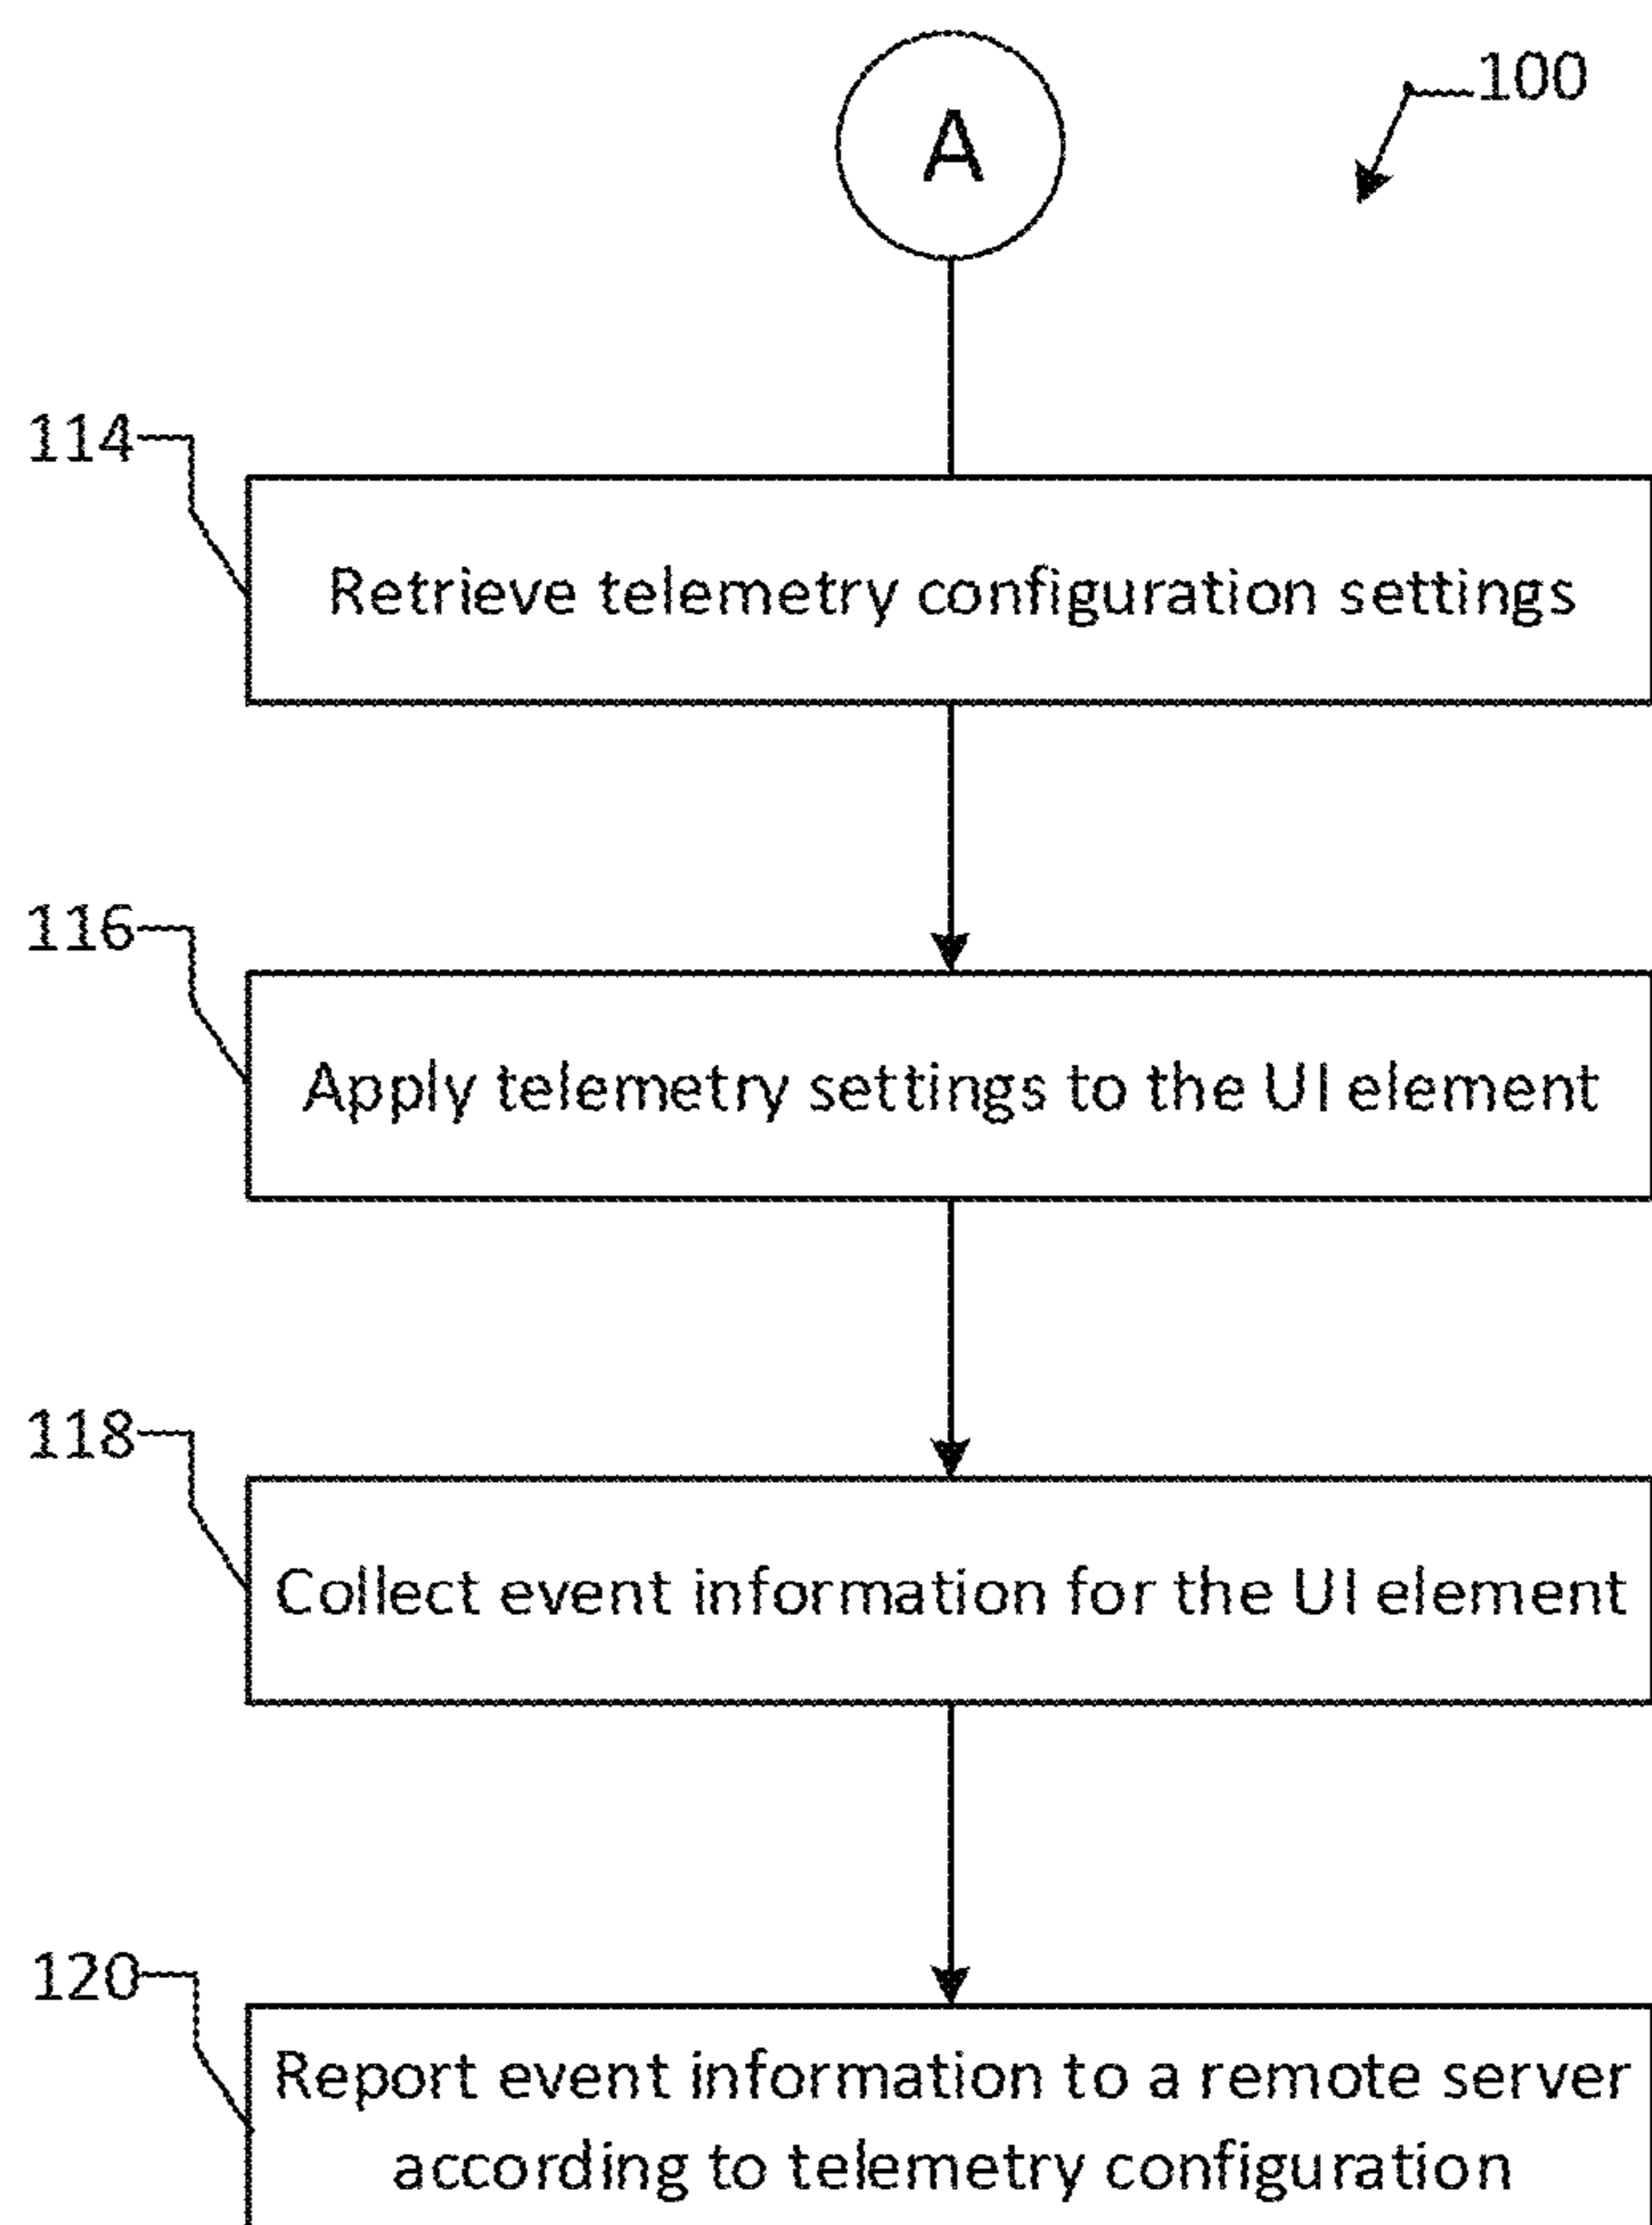 A
100
114
Retrieve telemetry configuration settings
116
Apply telemetry settings to the UI element
118
Collect event information for the UI element
120
Report event information to a remote server
according to telemetry configuration